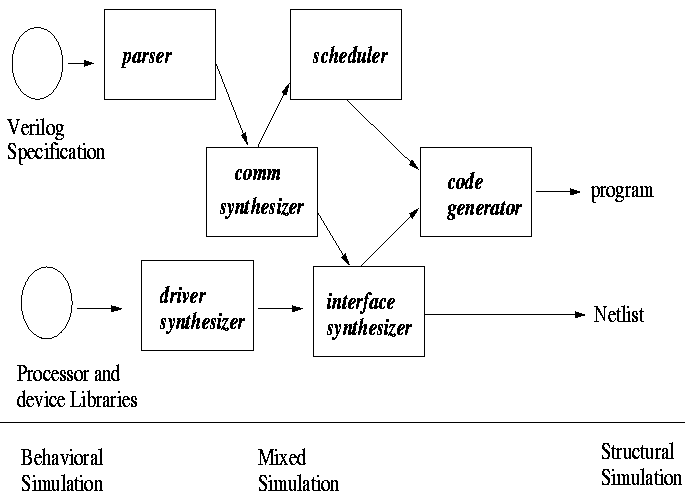 parser
scheduler
Verilog
Specification
comm
synthesizer
code
generator
program
driver
synthesizer
interface
synthesizer
Netlist
Processor and
device Libraries
Behavioral
Simulation
Mixed
Simulation
Structural
Simulation